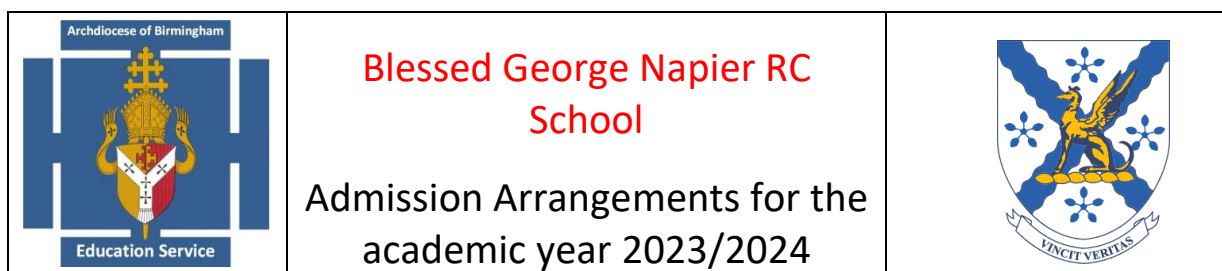 Archdiocese of Birmingham
Education Service
Blessed George Napier RC
School
Admission Arrangements for the
academic year 2023/2024
VINCIT VERITAS